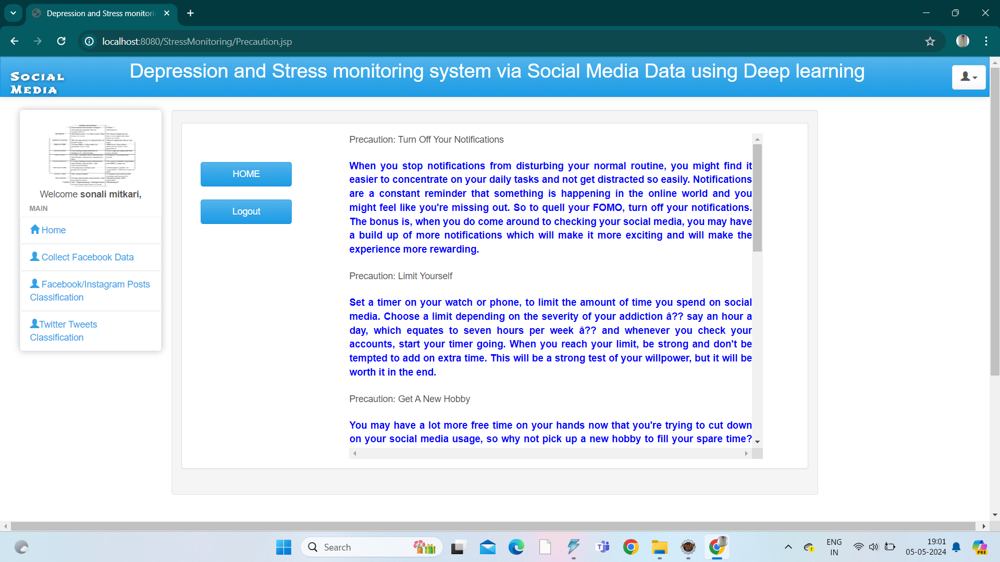 Depression and Stress monitori
localhost:8080/StressMonitoring/Precaution.jsp
Social
Media
Depression and Stress monitoring system via Social Media Data using Deep learning
Welcome sonali mitkari,
MAIN
Home
Collect Facebook Data
Facebook/Instagram Posts
Classification
Twitter Tweets
Classification
HOME
Logout
Precaution: Turn Off Your Notifications
When you stop notifications from disturbing your normal routine, you might find it
easier to concentrate on your daily tasks and not get distracted so easily. Notifications
are a constant reminder that something is happening in the online world and you
might feel like you're missing out. So to quell your FOMO, turn off your notifications.
The bonus is, when you do come around to checking your social media, you may have
a build up of more notifications which will make it more exciting and will make the
experience more rewarding.
Precaution: Limit Yourself
Set a timer on your watch or phone, to limit the amount of time you spend on social
media. Choose a limit depending on the severity of your addiction â?? say an hour a
day, which equates to seven hours per week â?? and whenever you check your
accounts, start your timer going. When you reach your limit, be strong and don't be
tempted to add on extra time. This will be a strong test of your willpower, but it will be
worth it in the end.
Precaution: Get A New Hobby
You may have a lot more free time on your hands now that you're trying to cut down
on your social media usage, so why not pick up a new hobby to fill your spare time?
Search
ENG
IN
19:01
05-05-2024
PRE